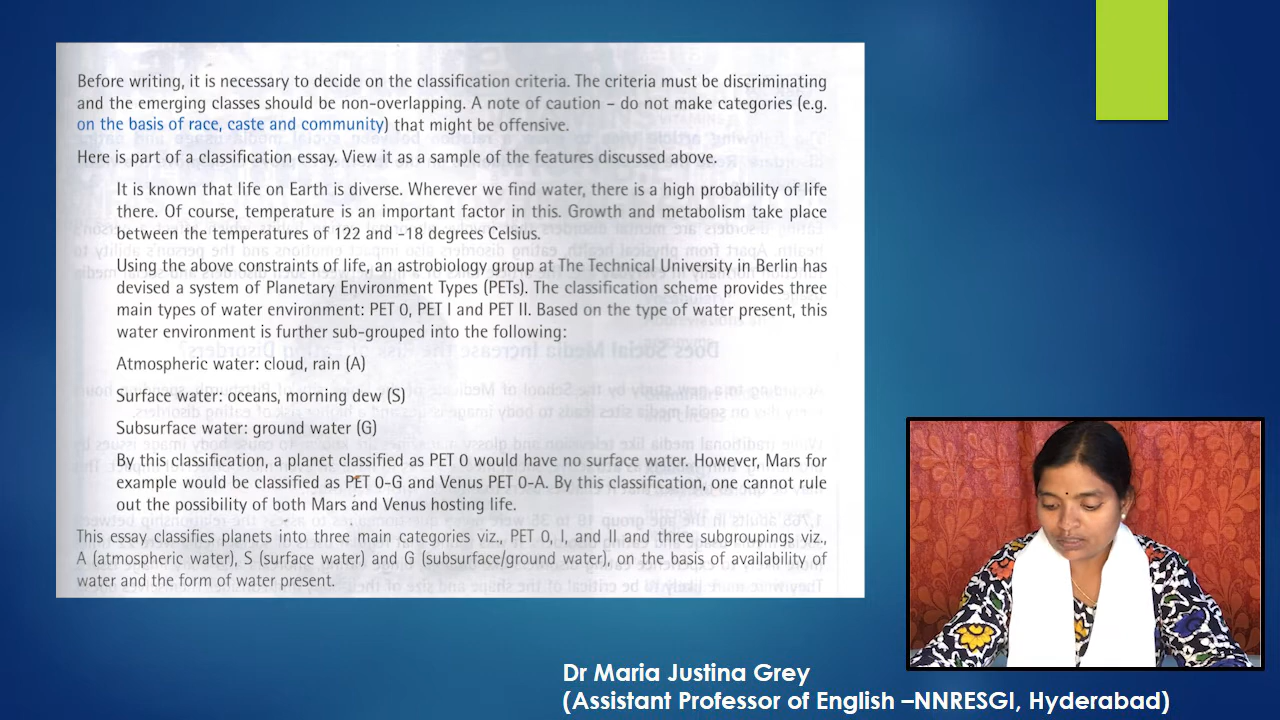 Before writing, it is necessary to decide on the classification criteria. The criteria must be discriminating
and the emerging classes should be non-overlapping. A note of caution – do not make categories (e.g.
on the basis of race, caste and community) that might be offensive.
Here is part of a classification essay. View it as a sample of the features discussed above.
It is known that life on Earth is diverse. Wherever we find water, there is a high probability of life
there. Of course, temperature is an important factor in this. Growth and metabolism take place
between the temperatures of 122 and -18 degrees Celsius.
Using the above constraints of life, an astrobiology group at The Technical University in Berlin has
devised a system of Planetary Environment Types (PETs). The classification scheme provides three
main types of water environment: PET 0, PET I and PET II. Based on the type of water present, this
water environment is further sub-grouped into the following:
Atmospheric water: cloud, rain (A)
Surface water: oceans, morning dew (S)
Subsurface water: ground water (G)
By this classification, a planet classified as PET 0 would have no surface water. However, Mars for
example would be classified as PET 0-G and Venus PET 0-A. By this classification, one cannot rule
out the possibility of both Mars and Venus hosting life.
This essay classifies planets into three main categories viz., PET 0, I, and II and three subgroupings viz.,
A (atmospheric water), S (surface water) and G (subsurface/ground water), on the basis of availability of
water and the form of water present.
Dr Maria Justina Grey
(Assistant Professor of English –NNRESGI, Hyderabad)